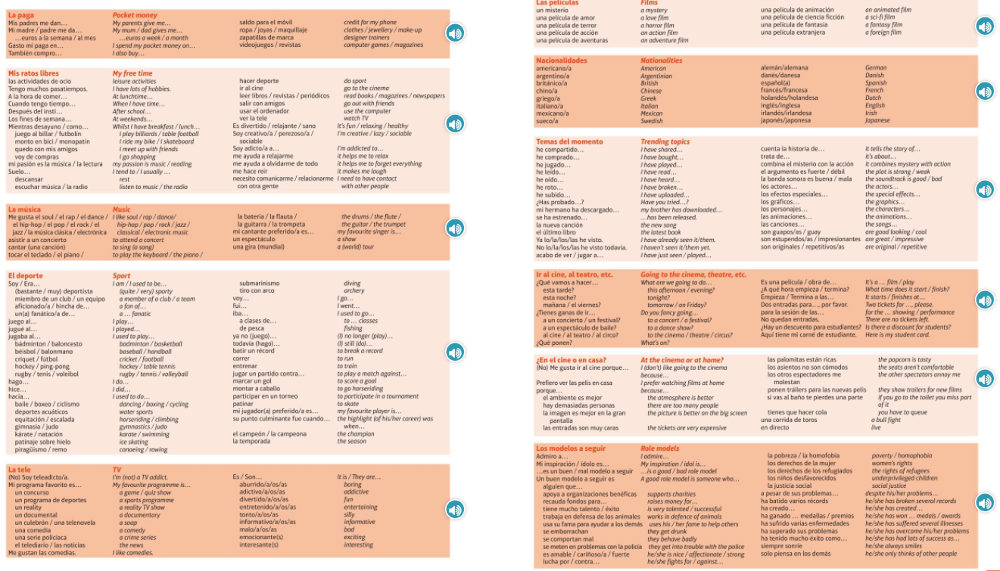 La paga Pocket money
Mis padres me dan… My parents give me…
Mi madre / padre me da… My mum / dad gives me…
…euros a la semana / al mes …euros a week / a month
Gasto mi paga en… I spend my pocket money on…
También compro… I also buy…
saldo para el móvil credit for my phone
ropa / joyas / maquillaje clothes / jewellery / make-up
zapatillas de marca designer trainers
videojuegos / revistas computer games / magazines
Mis ratos libres My free time
las actividades de ocio leisure activities
Tengo muchos pasatiempos. I have lots of hobbies.
A la hora de comer… At lunchtime…
Cuando tengo tiempo… When I have time…
Después del insti… After school…
Los fines de semana… At weekends…
Mientras desayuno / como… Whilst I have breakfast / lunch…
juego al billar / futbolín I play billiards / table football
monto en bici / monopatín I ride my bike / I skateboard
quedo con mis amigos I meet up with friends
voy de compras I go shopping
mi pasión es la música / la lectura my passion is music / reading
Suelo… I tend to / I usually …
descansar rest
escuchar música / la radio listen to music / the radio
hacer deporte do sport
ir al cine go to the cinema
leer libros / revistas / periódicos read books / magazines / newspapers
salir con amigos go out with friends
usar el ordenador use the computer
ver la tele watch TV
Es divertido / relajante / sano It's fun / relaxing / healthy
Soy creativo/a / perezoso/a / I'm creative / lazy / sociable
sociable
Soy adicto/a a… I'm addicted to…
me ayuda a relajarme it helps me to relax
me ayuda a olvidarme de todo it helps me to forget everything
me hace reír it makes me laugh
necesito comunicarme / relacionarme I need to have contact
con otra gente with other people
La música Music
Me gusta el soul / el rap / el dance / I like soul / rap / dance/
el hip-hop / el pop / el rock / el hip-hop / pop / rock / jazz /
jazz / la música clásica / electrónica classical / electronic music
asistir a un concierto to attend a concert
cantar (una canción) to sing (a song)
tocar el teclado / el piano / to play the keyboard / the piano /
la batería / la flauta / the drums / the flute /
la guitarra / la trompeta the guitar / the trumpet
mi cantante preferido/a es… my favourite singer is…
un espectáculo a show
una gira (mundial) a (world) tour
El deporte Sport
Soy / Era… I am / I used to be…
(bastante / muy) deportista (quite / very) sporty
miembro de un club / un equipo a member of a club / a team
aficionado/a / hincha de… a fan of…
un(a) fanático/a de… a … fanatic
juego al… I play…
jugué al… I played…
jugaba al… I used to play…
bádminton / baloncesto badminton / basketball
béisbol / balonmano baseball / handball
críquet / fútbol cricket / football
hockey / ping-pong hockey / table tennis
rugby / tenis / voleibol rugby / tennis / volleyball
hago… I do…
hice… I did…
hacía… I used to do…
baile / boxeo / ciclismo dancing / boxing / cycling
deportes acuáticos water sports
equitación / escalada horseriding / climbing
gimnasia / judo gymnastics / judo
kárate / natación karate / swimming
patinaje sobre hielo ice skating
piragüismo / remo canoeing / rowing
submarinismo diving
tiro con arco archery
voy… I go…
fui… I went…
iba… I used to go…
a clases de… to … classes
de pesca fishing
ya no (juego)… (I) no longer (play)…
todavía (hago)… (I) still (do)…
batir un récord to break a record
correr to run
entrenar to train
jugar un partido contra… to play a match against…
marcar un gol to score a goal
montar a caballo to go horseriding
participar en un torneo to participate in a tournament
patinar to skate
mi jugador(a) preferido/a es… my favourite player is…
su punto culminante fue cuando… the highlight (of his/her career) was
when…
el campeón / la campeona the champion
la temporada the season
La tele TV
(No) Soy teleadicto/a. I'm (not) a TV addict.
Mi programa favorito es… My favourite programme is…
un concurso a game / quiz show
un programa de deportes a sports programme
un reality a reality TV show
un documental a documentary
un culebrón / una telenovela a soap
una comedia a comedy
una serie policiaca a crime series
el telediario / las noticias the news
Me gustan las comedias. I like comedies.
Es / Son… It is / They are…
aburrido/a/os/as boring
adictivo/a/os/as addictive
divertido/a/os/as fun
entretenido/a/os/as entertaining
tonto/a/os/as silly
informativo/a/os/as informative
malo/a/os/as bad
emocionante(s) exciting
interesante(s) interesting
Las películas Films
un misterio a mystery
una película de amor a love film
una película de terror a horror film
una película de acción an action film
una película de aventuras an adventure film
una película de animación an animated film
una película de ciencia ficción a sci-fi film
una película de fantasía a fantasy film
una película extranjera a foreign film
Nacionalidades Nationalities
americano/a American
argentino/a Argentinian
británico/a British
chino/a Chinese
griego/a Greek
italiano/a Italian
mexicano/a Mexican
sueco/a Swedish
alemán/alemana German
danés/danesa Danish
español(a) Spanish
francés/francesa French
holandés/holandesa Dutch
inglés/inglesa English
irlandés/irlandesa Irish
japonés/japonesa Japanese
Temas del momento Trending topics
he compartido… I have shared…
he comprado… I have bought…
he jugado… I have played…
he leído… I have read…
he oído… I have heard…
he roto… I have broken…
he subido… I have uploaded…
¿Has probado…? Have you tried…?
mi hermano ha descargado… my brother has downloaded…
se ha estrenado… …has been released.
la nueva canción the new song
el último libro the latest book
Ya lo/la/los/las he visto. I have already seen it/them.
No lo/la/los/las he visto todavía. I haven't seen it/them yet.
acabo de ver / jugar a… I have just seen / played…
cuenta la historia de… it tells the story of…
trata de… it's about…
combina el misterio con la acción it combines mystery with action
el argumento es fuerte / débil the plot is strong / weak
la banda sonora es buena / mala the soundtrack is good / bad
los actores… the actors…
los efectos especiales… the special effects…
los gráficos… the graphics…
los personajes… the characters…
las animaciones… the animations…
las canciones… the songs…
son guapos/as / guay are good looking / cool
son estupendos/as / impresionantes are great / impressive
son originales / repetitivos/as are original / repetitive
Ir al cine, al teatro, etc. Going to the cinema, theatre, etc.
¿Qué vamos a hacer… What are we going to do…
esta tarde? this afternoon / evening?
esta noche? tonight?
mañana / el viernes? tomorrow / on Friday?
¿Tienes ganas de ir… Do you fancy going…
a un concierto / un festival? to a concert / a festival?
a un espectáculo de baile? to a dance show?
al cine / al teatro / al circo? to the cinema / theatre / circus?
¿Qué ponen? What's on?
Es una película / obra de… It's a … film / play
¿A qué hora empieza / termina? What time does it start / finish?
Empieza / Termina a las… It starts / finishes at…
Dos entradas para…, por favor. Two tickets for …, please.
para la sesión de las… for the … showing / performance
No quedan entradas. There are no tickets left.
¿Hay un descuento para estudiantes? Is there a discount for students?
Aquí tiene mi carné de estudiante. Here is my student card.
¿En el cine o en casa? At the cinema or at home?
(No) Me gusta ir al cine porque… I (don't) like going to the cinema
because…
Prefiero ver las pelis en casa I prefer watching films at home
porque… because…
el ambiente es mejor the atmosphere is better
hay demasiadas personas there are too many people
la imagen es mejor en la gran the picture is better on the big screen
pantalla
las entradas son muy caras the tickets are very expensive
las palomitas están ricas the popcorn is tasty
los asientos no son cómodos the seats aren't comfortable
los otros espectadores me the other spectators annoy me
molestan
ponen tráilers para las nuevas pelis they show trailers for new films
si vas al baño te pierdes una parte if you go to the toilet you miss part
of it
tienes que hacer cola you have to queue
una corrida de toros a bull fight
en directo live
Los modelos a seguir Role models
Admiro a… I admire…
Mi inspiración / ídolo es… My inspiration / idol is…
…es un buen / mal modelo a seguir …is a good / bad role model
Un buen modelo a seguir es A good role model is someone who…
alguien que…
apoya a organizaciones benéficas supports charities
recauda fondos para… raises money for…
tiene mucho talento / éxito is very talented / successful
trabaja en defensa de los animales works in defence of animals
usa su fama para ayudar a los demás uses his / her fame to help others
se emborrachan they get drunk
se comportan mal they behave badly
se meten en problemas con la policía they get into trouble with the police
es amable / cariñoso/a / fuerte he/she is nice / affectionate / strong
lucha por / contra… he/she fights for / against…
la pobreza / la homofobia poverty / homophobia
los derechos de la mujer women's rights
los derechos de los refugiados the rights of refugees
los niños desfavorecidos underprivileged children
la justicia social social justice
a pesar de sus problemas… despite his/her problems…
ha batido varios récords he/she has broken several records
ha creado… he/she has created…
ha ganado … medallas / premios he/she has won … medals / awards
ha sufrido varias enfermedades he/she has suffered several illnesses
ha superado sus problemas he/she has overcome his/her problems
ha tenido mucho éxito como… he/she has had lots of success as…
siempre sonríe he/she always smiles
solo piensa en los demás he/she only thinks of other people